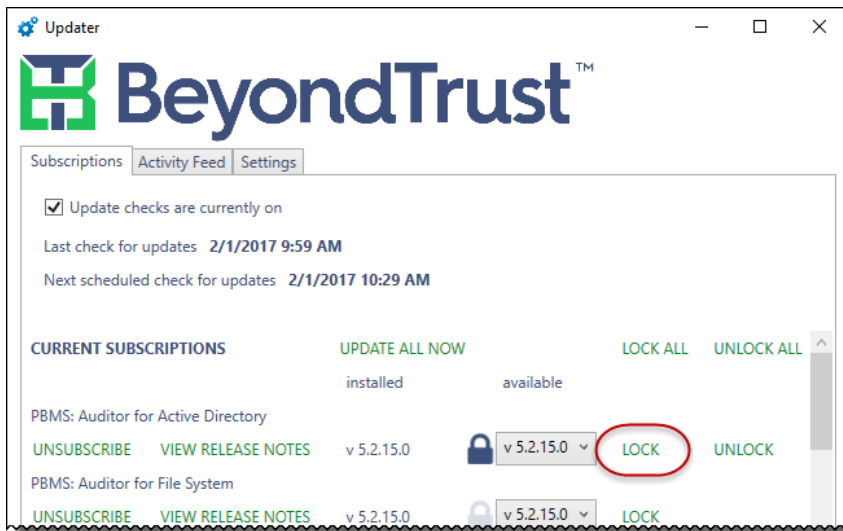 Updater
BeyondTrust™
Subscriptions Activity Feed Settings
Update checks are currently on
Last check for updates 2/1/2017 9:59 AM
Next scheduled check for updates 2/1/2017 10:29 AM
CURRENT SUBSCRIPTIONS UPDATE ALL NOW LOCK ALL UNLOCK ALL
installed available
PBMS: Auditor for Active Directory
UNSUBSCRIBE VIEW RELEASE NOTES v 5.2.15.0 v 5.2.15.0 LOCK UNLOCK
PBMS: Auditor for File System
UNSUBSCRIBE VIEW RELEASE NOTES v 5.2.15.0 v 5.2.15.0 LOCK